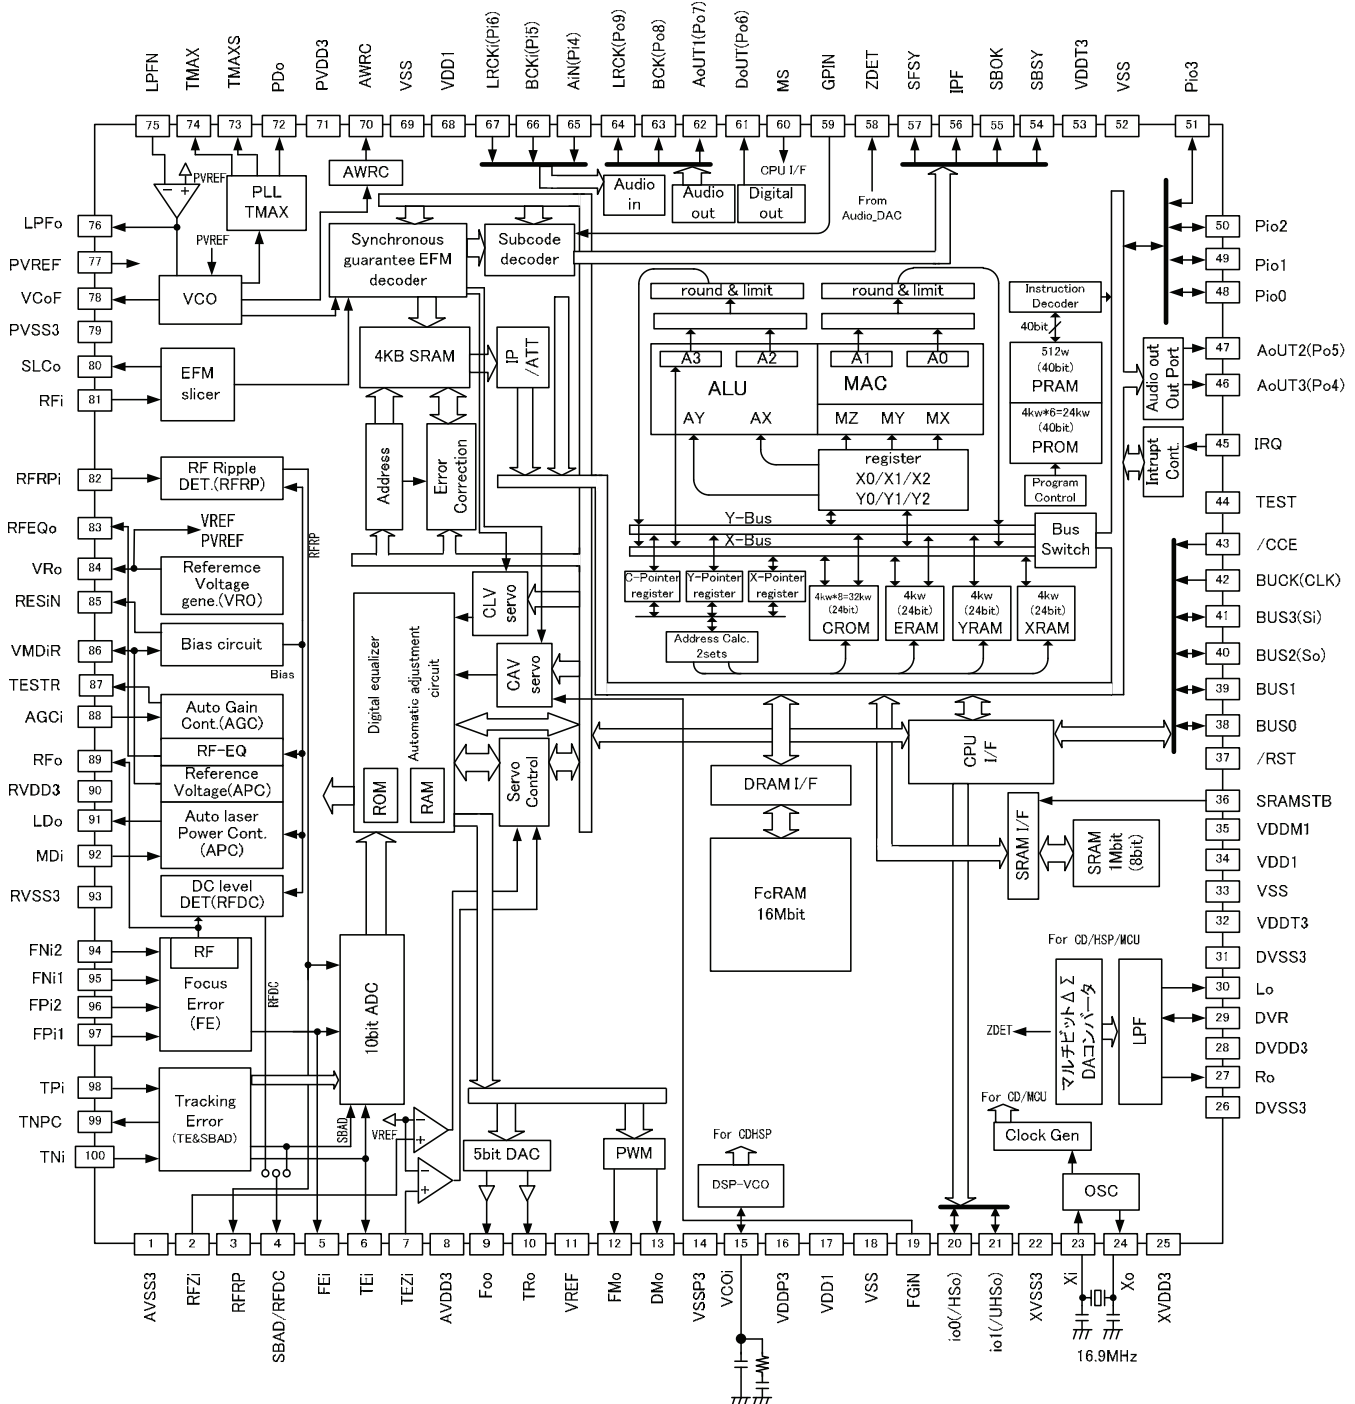 LPFN
TMAX
TMAXS
PDo
PVDD3
AWRC
VSS
VDD1
LRCKi(Pi6)
BCKi(Pi5)
AiN(Pi4)
LRCK(Po9)
BCK(Po8)
AoUT1(Po7)
DoUT(Po6)
MS
GPIN
ZDET
SFSY
IPF
SBOK
SBSY
VDDT3
VSS
Pio3
75
74
73
72
71
70
69
68
67
66
65
64
63
62
61
60
59
58
57
56
55
54
53
52
51
PVREF
PLL
TMAX
AWRC
CPU I/F
Audio
in
Audio
out
Digital
out
From
Audio_DAC
LPFo
76
PVREF
77
VCoF
78
PVSS3
79
SLCo
80
RFi
81
PVREF
VCO
EFM
slicer
Synchronous
guarantee EFM
decoder
Subcode
decoder
4KB SRAM
IP
/ATT
Address
Error
Correction
round & limit
round & limit
A3
A2
A1
A0
ALU
MAC
AY
AX
MZ
MY
MX
register
X0/X1/X2
Y0/Y1/Y2
Instruction
Decoder
40bit
512w
(40bit)
PRAM
4kw*6=24kw
(40bit)
PROM
Program
Control
Y-Bus
X-Bus
Bus
Switch
C-Pointer
register
Y-Pointer
register
X-Pointer
register
Address Calc.
2sets
4kw*8=32kw
(24bit)
CROM
4kw
(24bit)
ERAM
4kw
(24bit)
YRAM
4kw
(24bit)
XRAM
Audio out
Out Port
Intrupt
Cont.
50
Pio2
49
Pio1
48
Pio0
47
AoUT2(Po5)
46
AoUT3(Po4)
45
IRQ
44
TEST
43
/CCE
42
BUCK(CLK)
41
BUS3(Si)
40
BUS2(So)
39
BUS1
38
BUS0
37
/RST
36
SRAMSTB
35
VDDM1
34
VDD1
33
VSS
32
VDDT3
31
DVSS3
30
Lo
29
DVR
28
DVDD3
27
Ro
26
DVSS3
RFRPi
82
RFEQo
83
VRo
84
RESiN
85
VMDiR
86
TESTR
87
AGCi
88
RFo
89
RVDD3
90
LDo
91
MDi
92
RVSS3
93
FNi2
94
FNi1
95
FPi2
96
FPi1
97
TPi
98
TNPC
99
TNi
100
RF Ripple
DET.(RFRP)
VREF
PVREF
RFRP
Reference
Voltage
gene.(VRO)
Bias circuit
Bias
Auto Gain
Cont.(AGC)
RF-EQ
Reference
Voltage(APC)
Auto laser
Power Cont.
(APC)
DC level
DET(RFDC)
RF
Focus
Error
(FE)
RFDC
Tracking
Error
(TE&SBAD)
CLV
servo
CAV
servo
Digital equalizer
Automatic adjustment
circuit
ROM
RAM
Servo
Control
10bit ADC
SBAD
VREF
5bit DAC
PWM
CPU
I/F
DRAM I/F
FcRAM
16Mbit
SRAM I/F
SRAM
1Mbit
(8bit)
For CD/HSP/MCU
ZDET
マルチビットΔΣ
DAコンバータ
LPF
For CD/MCU
Clock Gen
OSC
For CDHSP
DSP-VCO
1
2
3
4
5
6
7
8
9
10
11
12
13
14
15
16
17
18
19
20
21
22
23
24
25
AVSS3
RFZi
RFRP
SBAD/RFDC
FEi
TEi
TEZi
AVDD3
Foo
TRo
VREF
FMo
DMo
VSSP3
VCOi
VDDP3
VDD1
VSS
FGiN
io0(/HSo)
io1(/UHSo)
XVSS3
Xi
Xo
XVDD3
16.9MHz